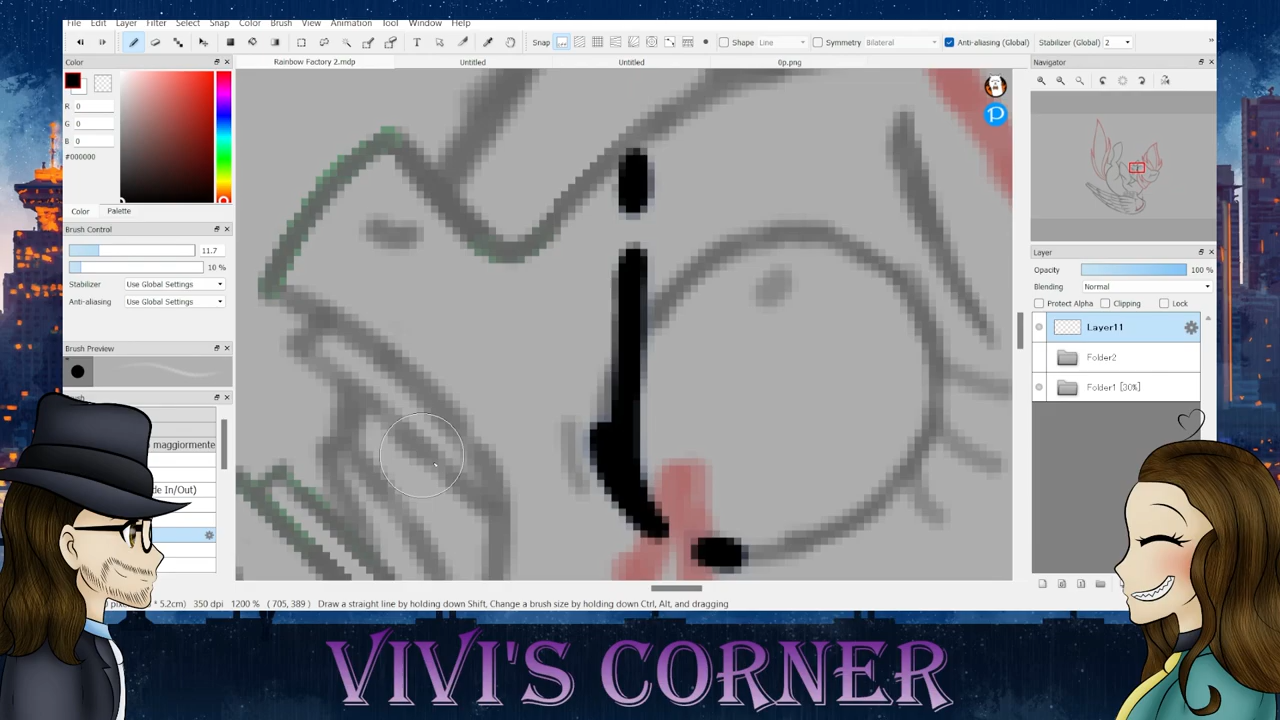 File Edit Layer Filter Select Snap Color Brush View Animation Tool Window Help
Snap Shape Line Symmetry Bilateral Anti-aliasing (Global) Stabilizer (Global) 2
Color
Rainbow Factory 2.mdp Untitled Untitled 0p.png
Navigator
R 0
G 0
B 0
#000000
Color Palette
Brush Control
11.7
10 %
Stabilizer Use Global Settings
Anti-aliasing Use Global Settings
Brush Preview
maggiormente
de In/Out)
Layer
Opacity 100 %
Blending Normal
Protect Alpha Clipping Lock
Layer11
Folder2
Folder1 [30%]
* 5.2cm) 350 dpi 1200 % ( 705, 389 ) Draw a straight line by holding down Shift, Change a brush size by holding down Ctrl, Alt, and dragging
VIVI'S CORNER